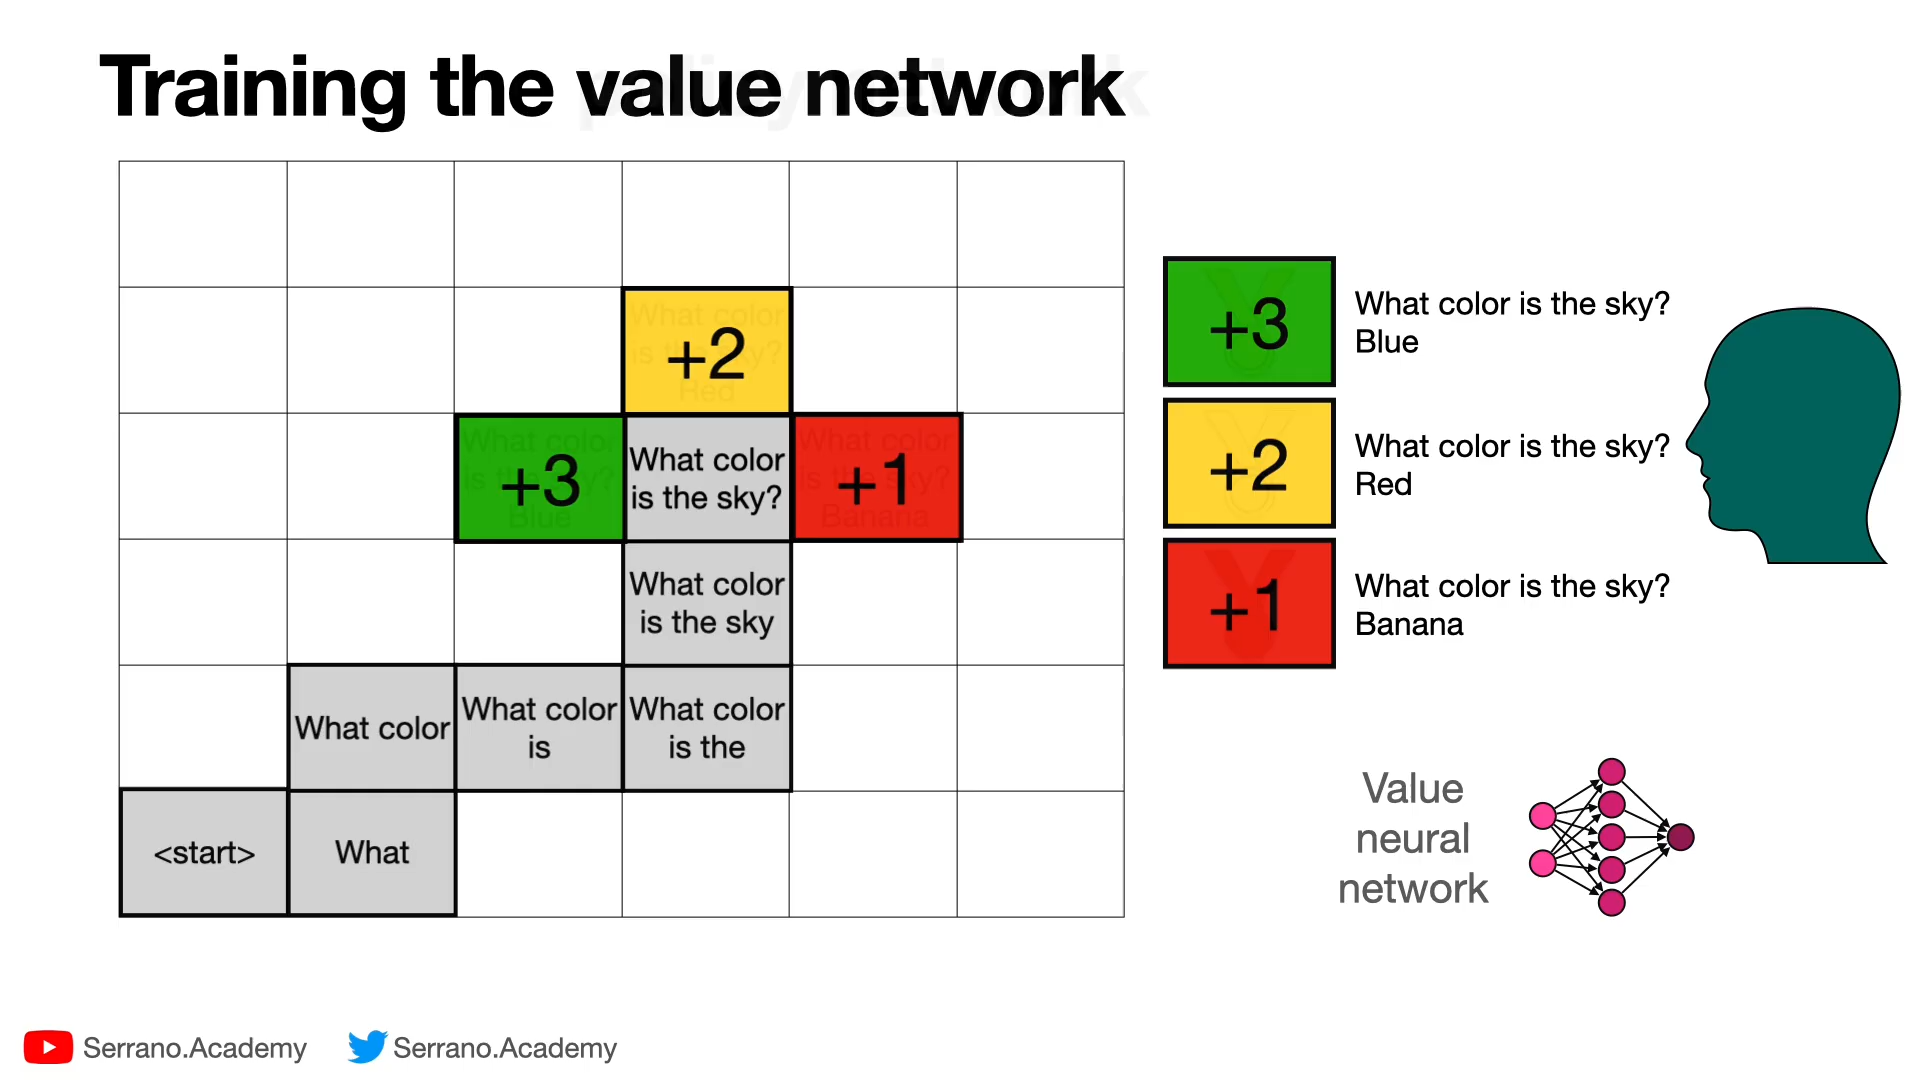 Training the value network
+2
+3
What color
is the sky?
+1
What color
is the sky
What color
What color
is
What color
is the
<start>
What
+3
What color is the sky?
Blue
+2
What color is the sky?
Red
+1
What color is the sky?
Banana
Value
neural
network
Serrano.Academy
Serrano.Academy